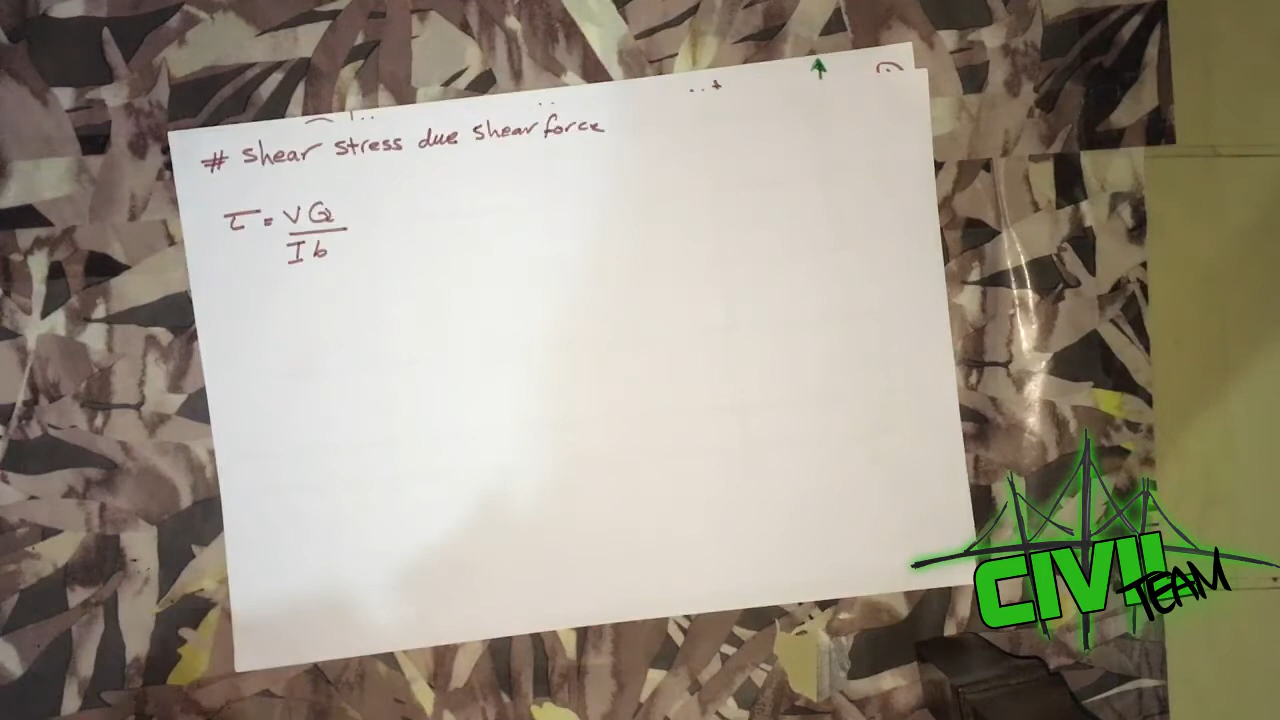 # shear stress due shear force
τ = VQ
Ib
CIVIL
TEAM